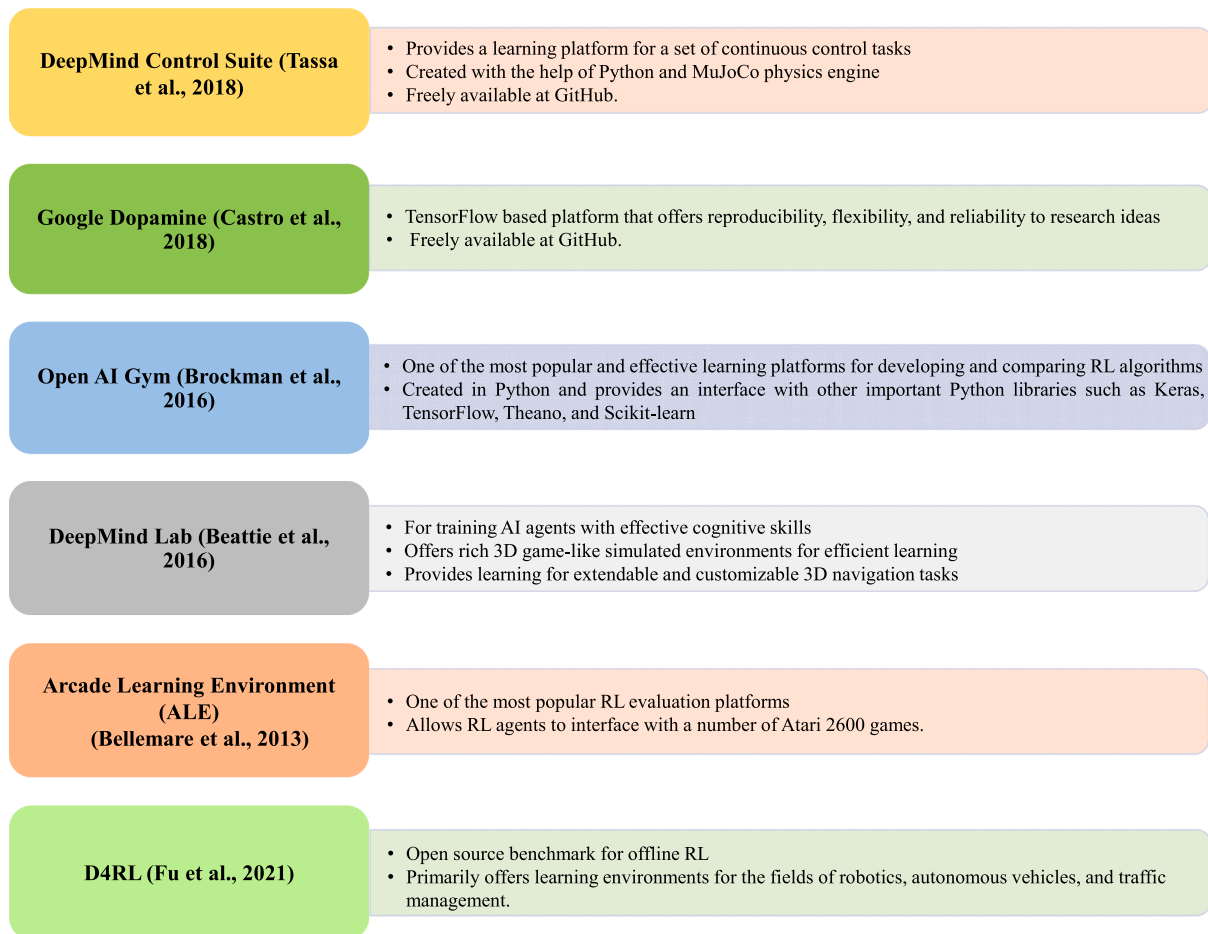 DeepMind Control Suite (Tassa
et al., 2018)
• Provides a learning platform for a set of continuous control tasks
• Created with the help of Python and MuJoCo physics engine
• Freely available at GitHub.
Google Dopamine (Castro et al.,
2018)
• TensorFlow based platform that offers reproducibility, flexibility, and reliability to research ideas
• Freely available at GitHub.
Open AI Gym (Brockman et al.,
2016)
• One of the most popular and effective learning platforms for developing and comparing RL algorithms
• Created in Python and provides an interface with other important Python libraries such as Keras,
TensorFlow, Theano, and Scikit-learn
DeepMind Lab (Beattie et al.,
2016)
• For training AI agents with effective cognitive skills
• Offers rich 3D game-like simulated environments for efficient learning
• Provides learning for extendable and customizable 3D navigation tasks
Arcade Learning Environment
(ALE)
(Bellemare et al., 2013)
• One of the most popular RL evaluation platforms
• Allows RL agents to interface with a number of Atari 2600 games.
D4RL (Fu et al., 2021)
• Open source benchmark for offline RL
• Primarily offers learning environments for the fields of robotics, autonomous vehicles, and traffic
management.